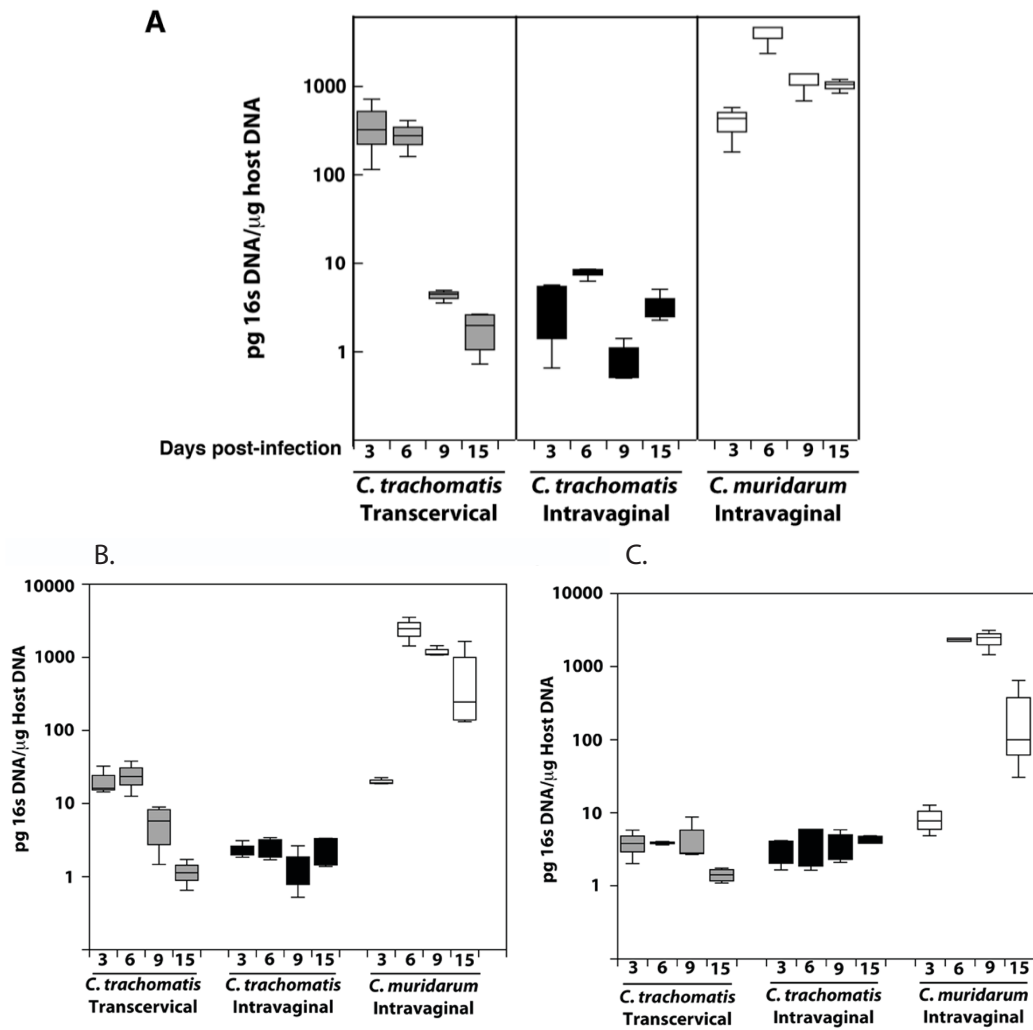 A
pg 16s DNA/µg host DNA
1000
100
10
1
Days post-infection
3 6 9 15 3 6 9 15 3 6 9 15
C. trachomatis C. trachomatis C. muridarum
Transcervical Intravaginal Intravaginal
B.
pg 16s DNA/µg Host DNA
10000
1000
100
10
1
3 6 9 15 3 6 9 15 3 6 9 15
C. trachomatis C. trachomatis C. muridarum
Transcervical Intravaginal Intravaginal
C.
pg 16s DNA/µg Host DNA
10000
1000
100
10
1
3 6 9 15 3 6 9 15 3 6 9 15
C. trachomatis C. trachomatis C. muridarum
Transcervical Intravaginal Intravaginal